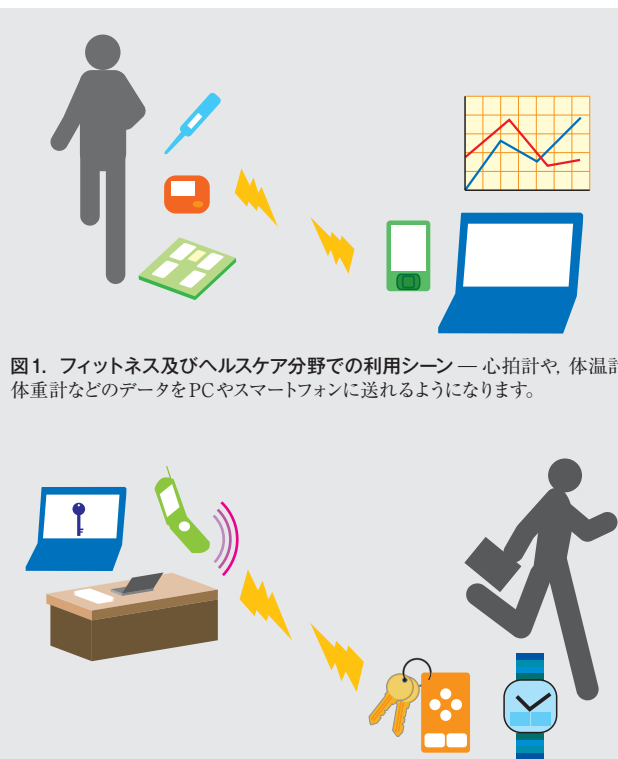 図1. フィットネス及びヘルスケア分野での利用シーン — 心拍計や, 体温計
体重計などのデータをPCやスマートフォンに送れるようになります。